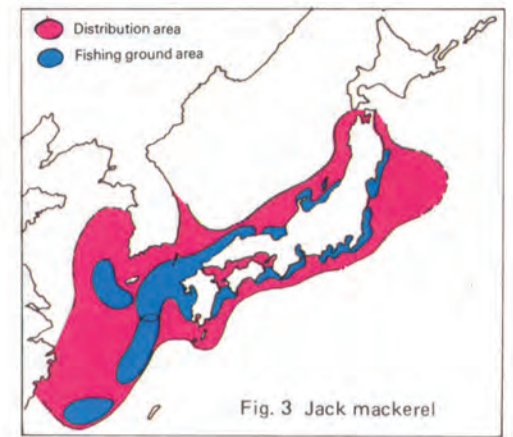 Distribution area
Fishing ground area
Fig. 3 Jack mackerel